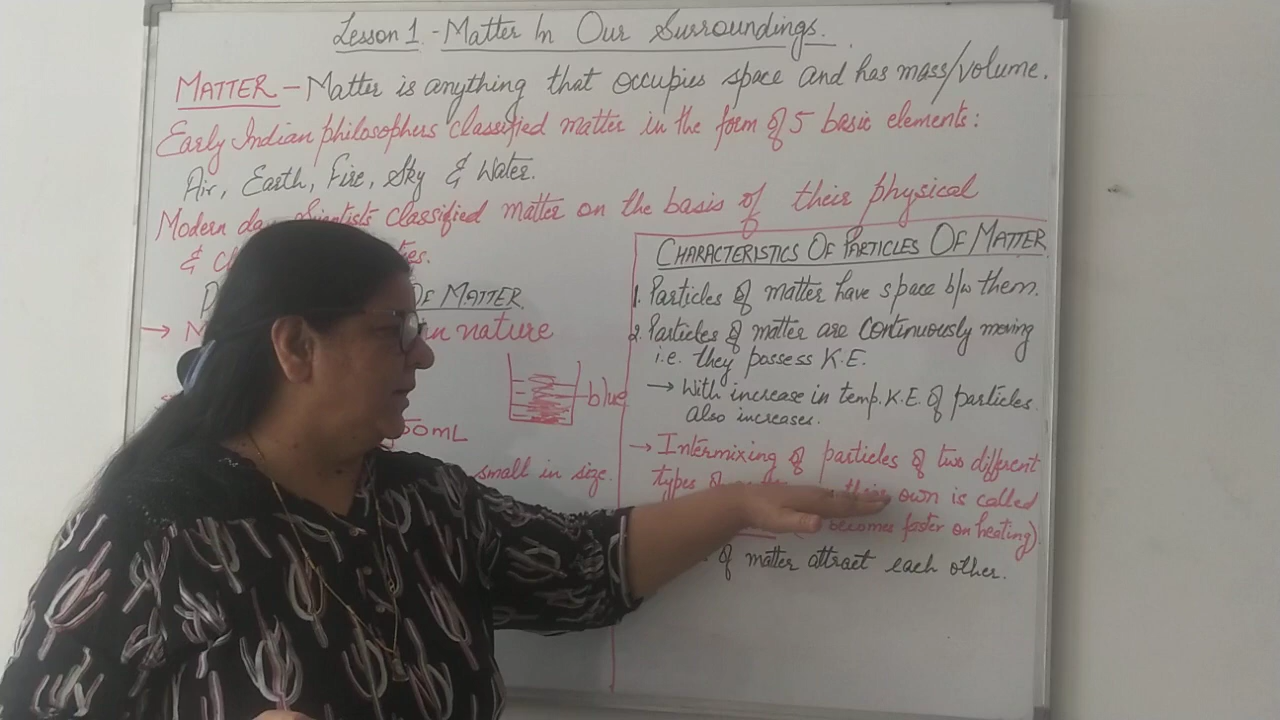 Lesson 1 - Matter In Our Surroundings.
MATTER - Matter is anything that occupies space and has mass/volume.
Early Indian philosophers classified matter in the form of 5 basic elements:
Air, Earth, Fire, Sky & Water.
Modern day Scientists classified matter on the basis of their physical
&
OF MATTER
→ in nature
blue
50mL
small in size.
CHARACTERISTICS OF PARTICLES OF MATTER
1. Particles of matter have space b/w them.
2. Particles of matter are continuously moving
i.e. they possess K.E.
→ With increase in temp. K.E. of particles
also increases.
→ Intermixing of particles of two different
types of their own is called
becomes faster on heating)
of matter attract each other.